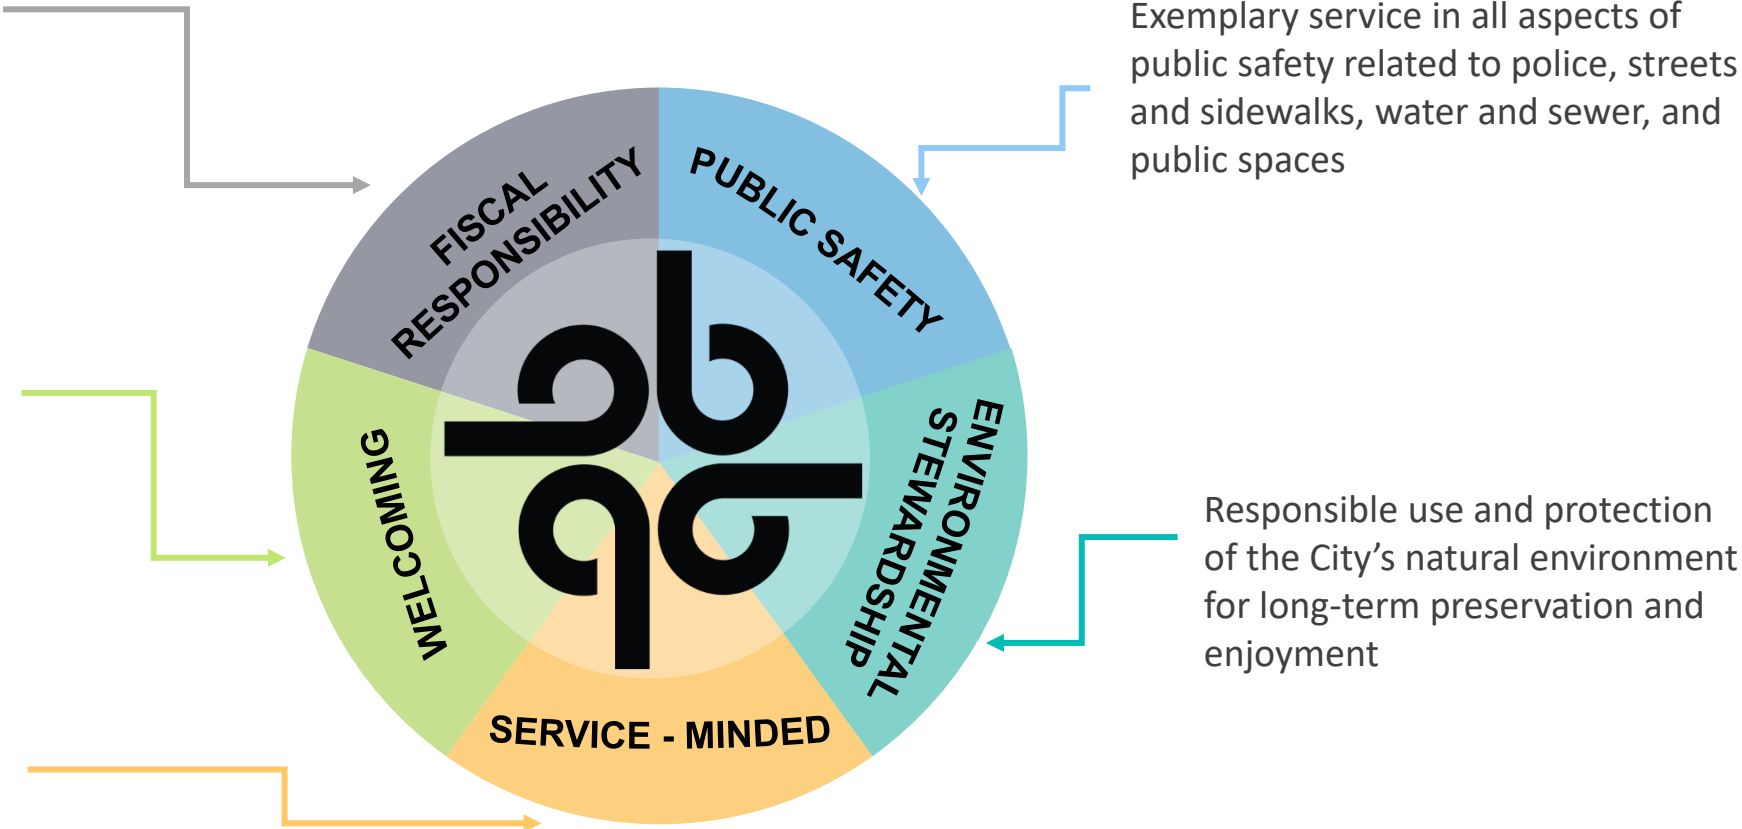 Exemplary service in all aspects of
public safety related to police, streets
and sidewalks, water and sewer, and
public spaces
FISCAL
RESPONSIBILITY
PUBLIC SAFETY
ENVIRONMENTAL
STEWARDSHIP
WELCOMING
SERVICE - MINDED
Responsible use and protection
of the City’s natural environment
for long-term preservation and
enjoyment